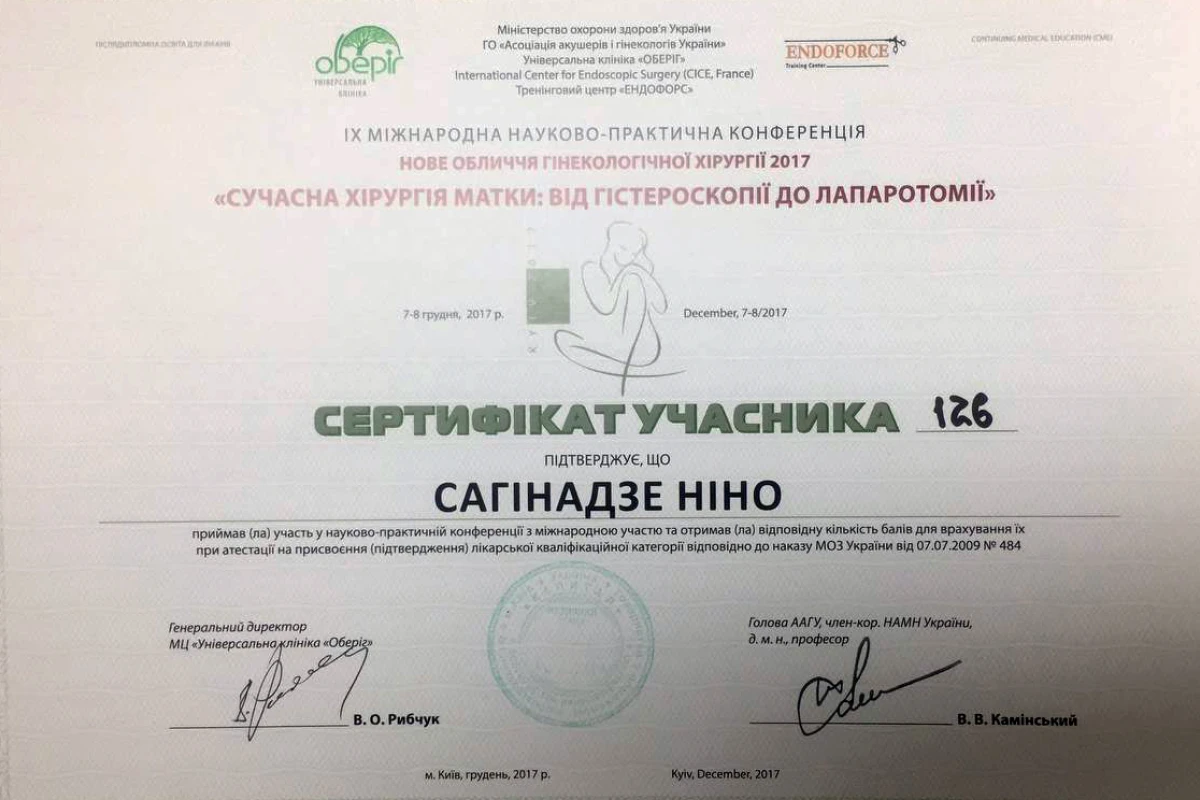 ПІСЛЯДИПЛОМНА ОСВІТА ДЛЯ ЛІКАРІВ
оберіг
УНІВЕРСАЛЬНА
КЛІНІКА
Міністерство охорони здоров'я України
ГО «Асоціація акушерів і гінекологів України»
Універсальна клініка «ОБЕРІГ»
International Center for Endoscopic Surgery (CICE, France)
Тренінговий центр «ЕНДОФОРС»
ENDOFORCE
Training Center
CONTINUING MEDICAL EDUCATION (CME)
IX МІЖНАРОДНА НАУКОВО-ПРАКТИЧНА КОНФЕРЕНЦІЯ
НОВЕ ОБЛИЧЧЯ ГІНЕКОЛОГІЧНОЇ ХІРУРГІЇ 2017
«СУЧАСНА ХІРУРГІЯ МАТКИ: ВІД ГІСТЕРОСКОПІЇ ДО ЛАПАРОТОМІЇ»
7-8 грудня, 2017 р.
December, 7-8/2017
СЕРТИФІКАТ УЧАСНИКА 126
ПІДТВЕРДЖУЄ, ЩО
САГІНАДЗЕ НІНО
приймав (ла) участь у науково-практичній конференції з міжнародною участю та отримав (ла) відповідну кількість балів для врахування їх
при атестації на присвоєння (підтвердження) лікарської кваліфікаційної категорії відповідно до наказу МОЗ України від 07.07.2009 № 484
Генеральний директор
МЦ «Універсальна клініка «Оберіг»
В. О. Рибчук
Голова ААГУ, член-кор. НАМН України,
д. м. н., професор
В. В. Камінський
м. Київ, грудень, 2017 р.
Kyiv, December, 2017